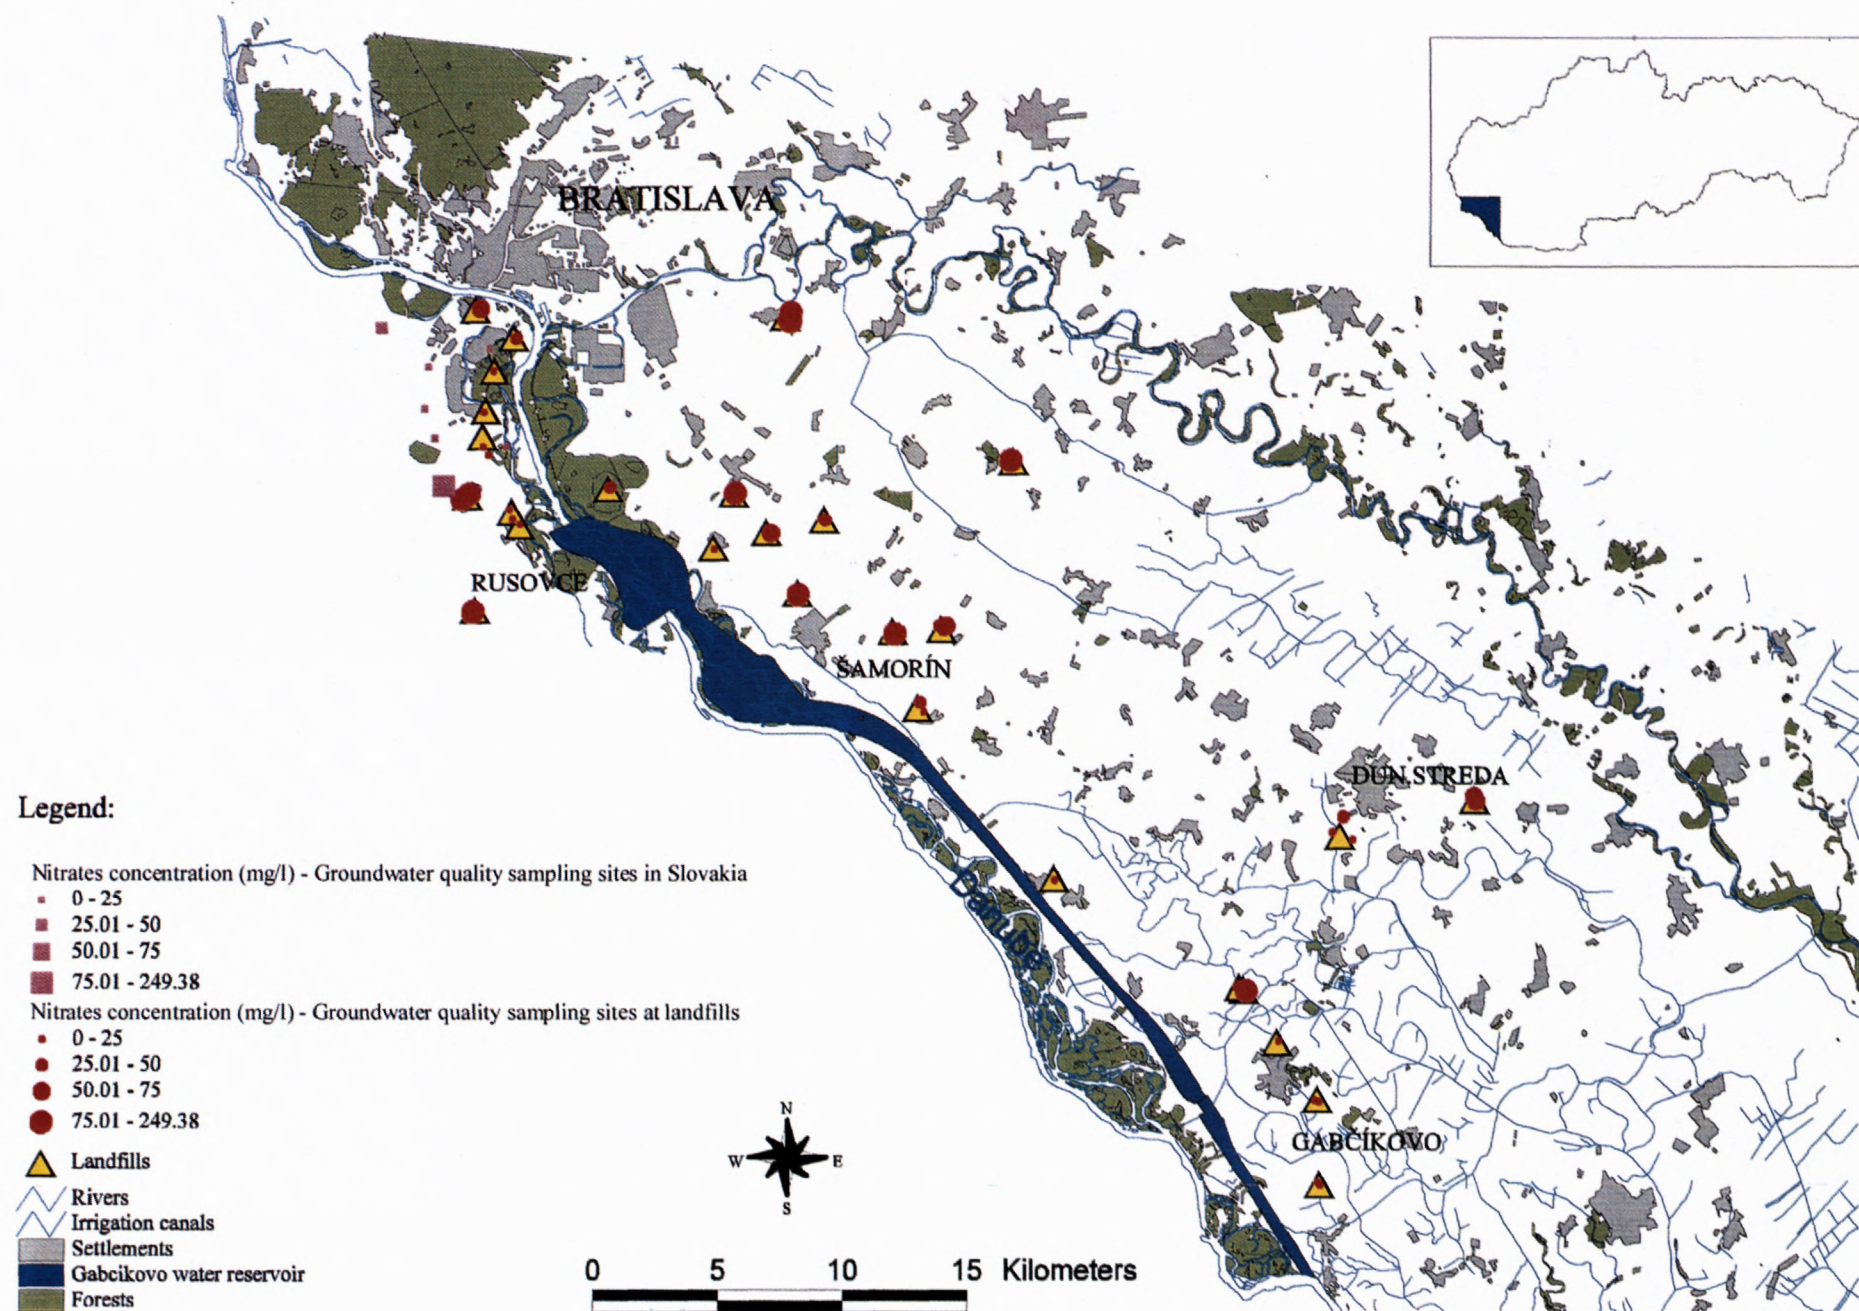 BRATISLAVA
RUSOVCE
ŠAMORÍN
DUN.STREDA
Danube
GABČÍKOVO
Legend:
Nitrates concentration (mg/l) - Groundwater quality sampling sites in Slovakia
0 - 25
25.01 - 50
50.01 - 75
75.01 - 249.38
Nitrates concentration (mg/l) - Groundwater quality sampling sites at landfills
0 - 25
25.01 - 50
50.01 - 75
75.01 - 249.38
Landfills
Rivers
Irrigation canals
Settlements
Gabcikovo water reservoir
Forests
N
W E
S
0 5 10 15 Kilometers